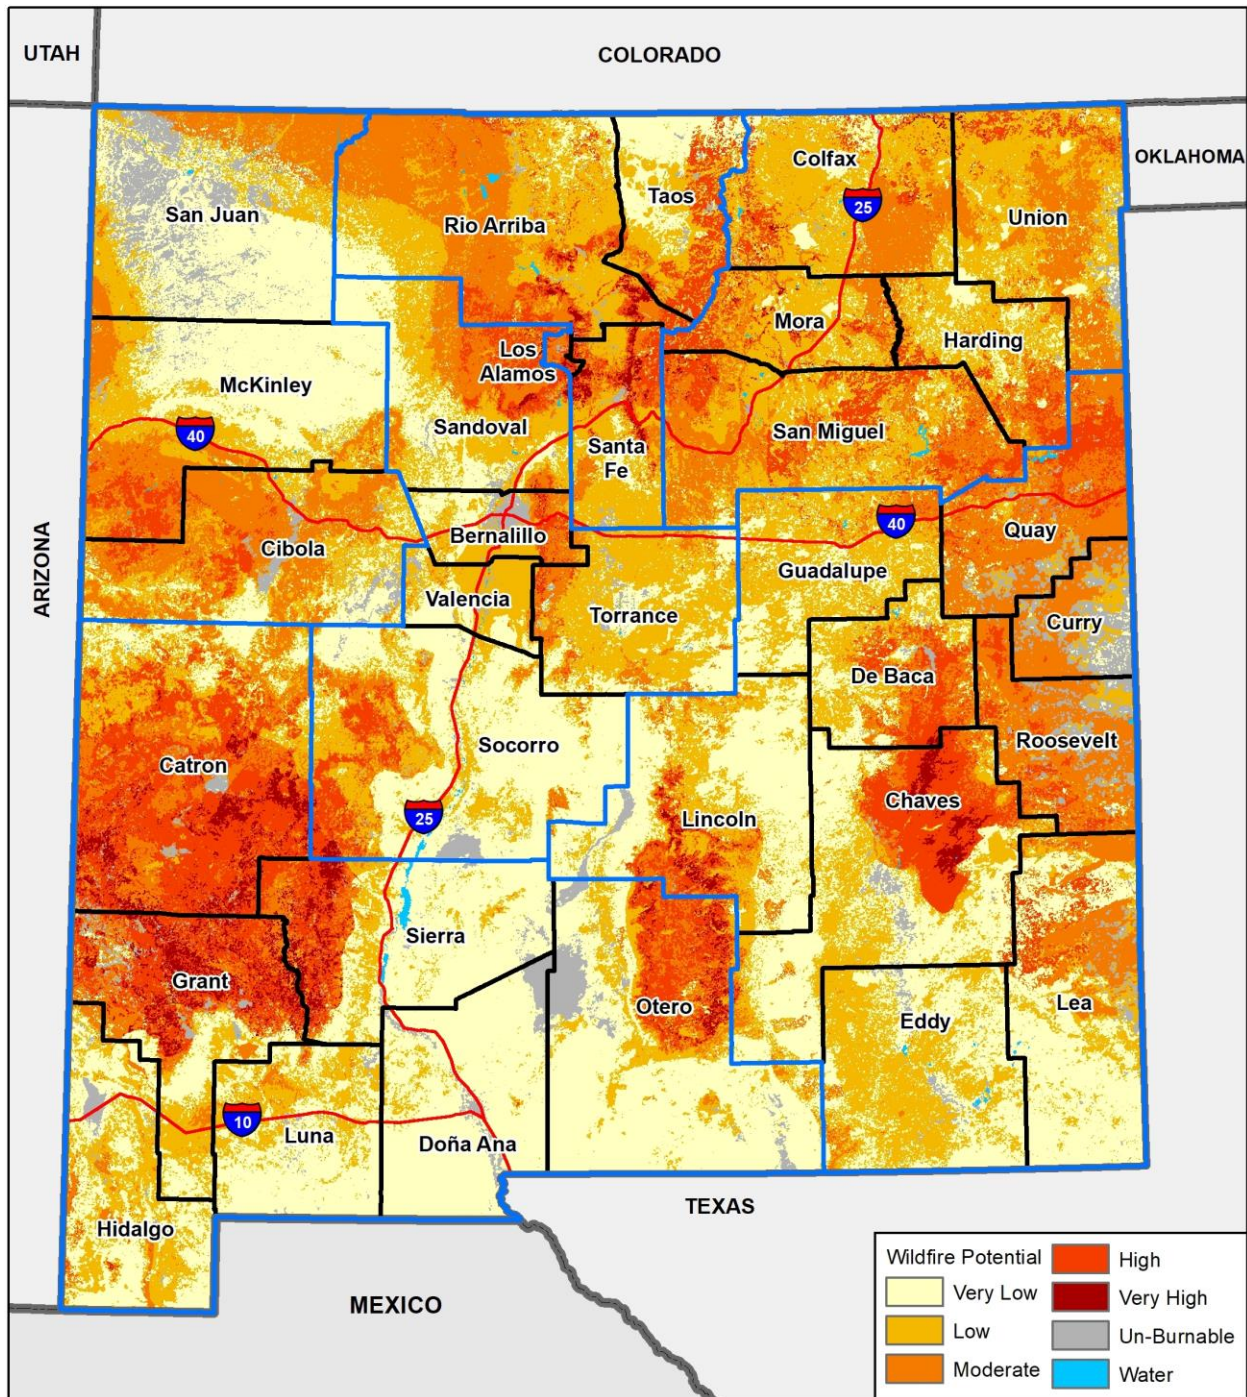 UTAH
COLORADO
OKLAHOMA
Colfax
25
San Juan
Rio Arriba
Taos
Union
Mora
Harding
Los
Alamos
McKinley
40
Sandoval
Santa
Fe
San Miguel
ARIZONA
Cibola
Bernalillo
40
Quay
Guadalupe
Valencia
Torrance
Curry
De Baca
Catron
Socorro
Roosevelt
25
Lincoln
Chaves
Sierra
Grant
Otero
Eddy
Lea
10
Luna
Doña Ana
TEXAS
Hidalgo
MEXICO
Wildfire Potential
Very Low
Low
Moderate
High
Very High
Un-Burnable
Water